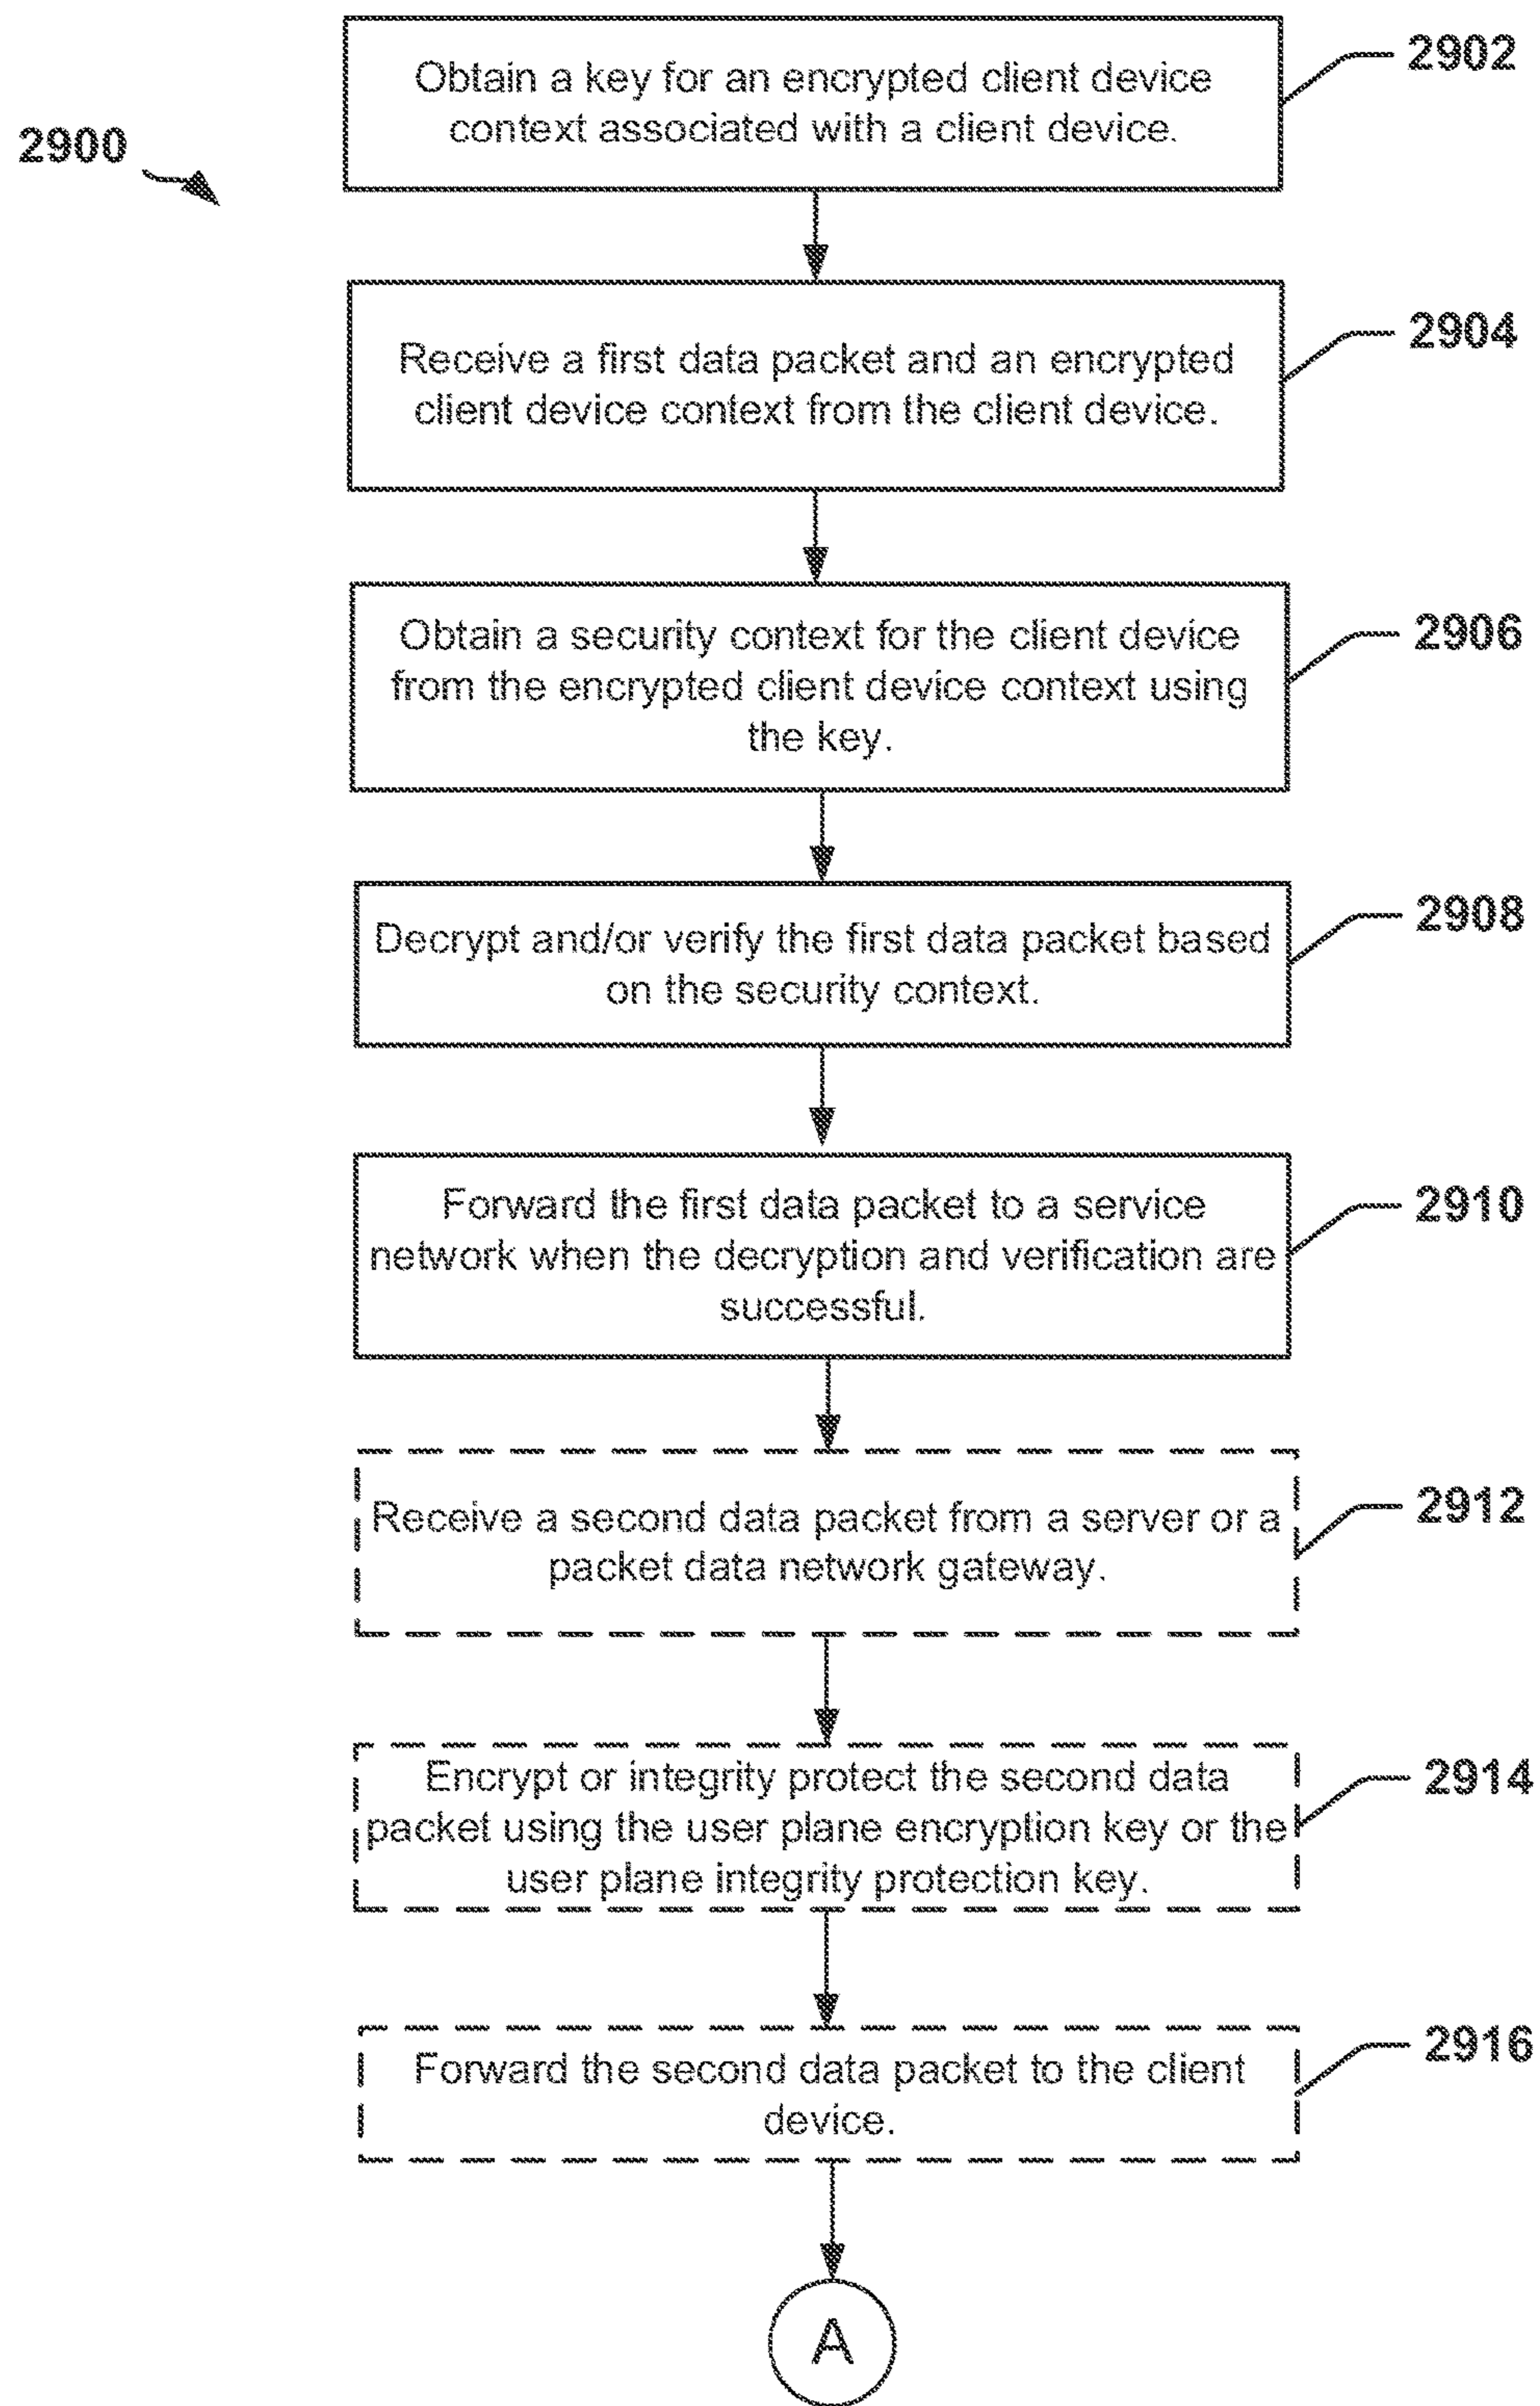 2900
Obtain a key for an encrypted client device
context associated with a client device.
2902
Receive a first data packet and an encrypted
client device context from the client device.
2904
Obtain a security context for the client device
from the encrypted client device context using
the key.
2906
Decrypt and/or verify the first data packet based
on the security context.
2908
Forward the first data packet to a service
network when the decryption and verification are
successful.
2910
Receive a second data packet from a server or a
packet data network gateway.
2912
Encrypt or integrity protect the second data
packet using the user plane encryption key or the
user plane integrity protection key.
2914
Forward the second data packet to the client
device.
2916
A